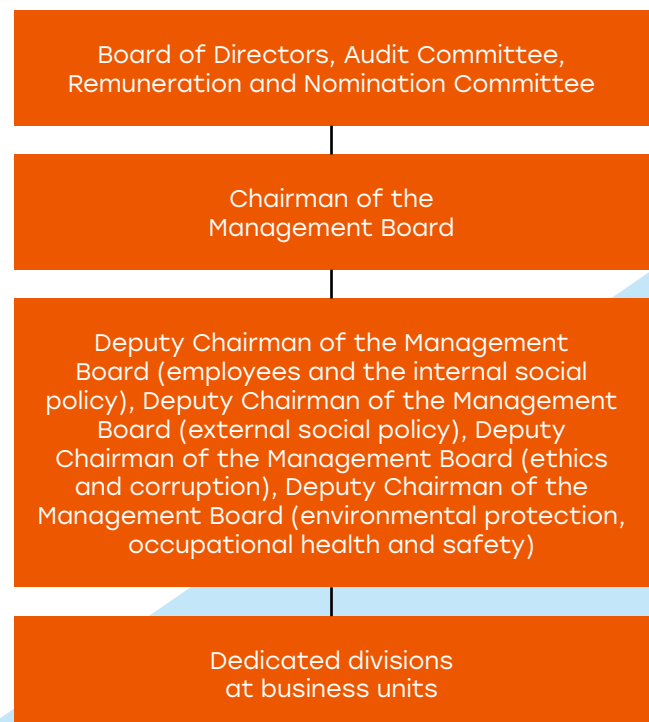 Board of Directors, Audit Committee,
Remuneration and Nomination Committee
Chairman of the
Management Board
Deputy Chairman of the Management
Board (employees and the internal social
policy), Deputy Chairman of the Management
Board (external social policy), Deputy
Chairman of the Management Board (ethics
and corruption), Deputy Chairman of the
Management Board (environmental protection,
occupational health and safety)
Dedicated divisions
at business units